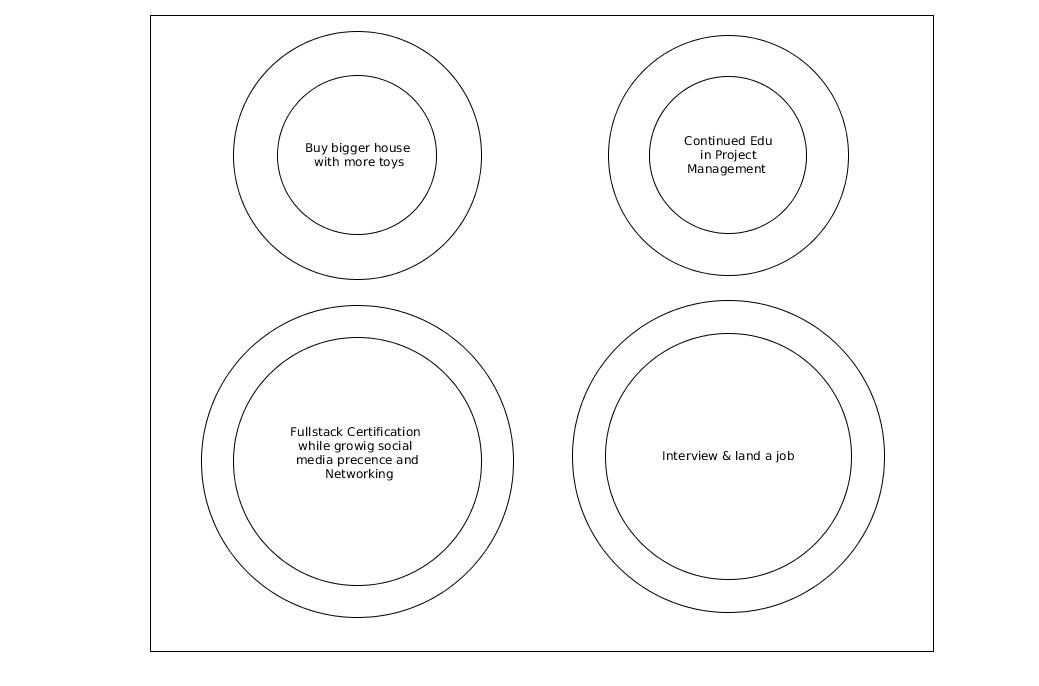 Buy bigger house
with more toys
Continued Edu
in Project
Management
Fullstack Certification
while growig social
media precence and
Networking
Interview & land a job